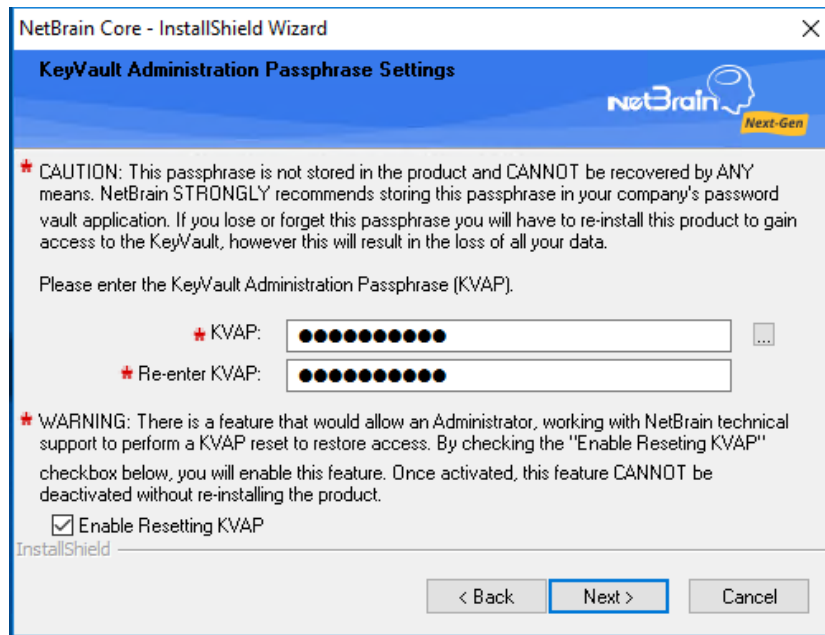 NetBrain Core - InstallShield Wizard
KeyVault Administration Passphrase Settings
NetBrain
Next-Gen
* CAUTION: This passphrase is not stored in the product and CANNOT be recovered by ANY
means. NetBrain STRONGLY recommends storing this passphrase in your company's password
vault application. If you lose or forget this passphrase you will have to re-install this product to gain
access to the KeyVault, however this will result in the loss of all your data.
Please enter the KeyVault Administration Passphrase (KVAP).
* KVAP: ●●●●●●●●●● ...
* Re-enter KVAP: ●●●●●●●●●●
* WARNING: There is a feature that would allow an Administrator, working with NetBrain technical
support to perform a KVAP reset to restore access. By checking the "Enable Reseting KVAP"
checkbox below, you will enable this feature. Once activated, this feature CANNOT be
deactivated without re-installing the product.
Enable Resetting KVAP
InstallShield
< Back Next > Cancel